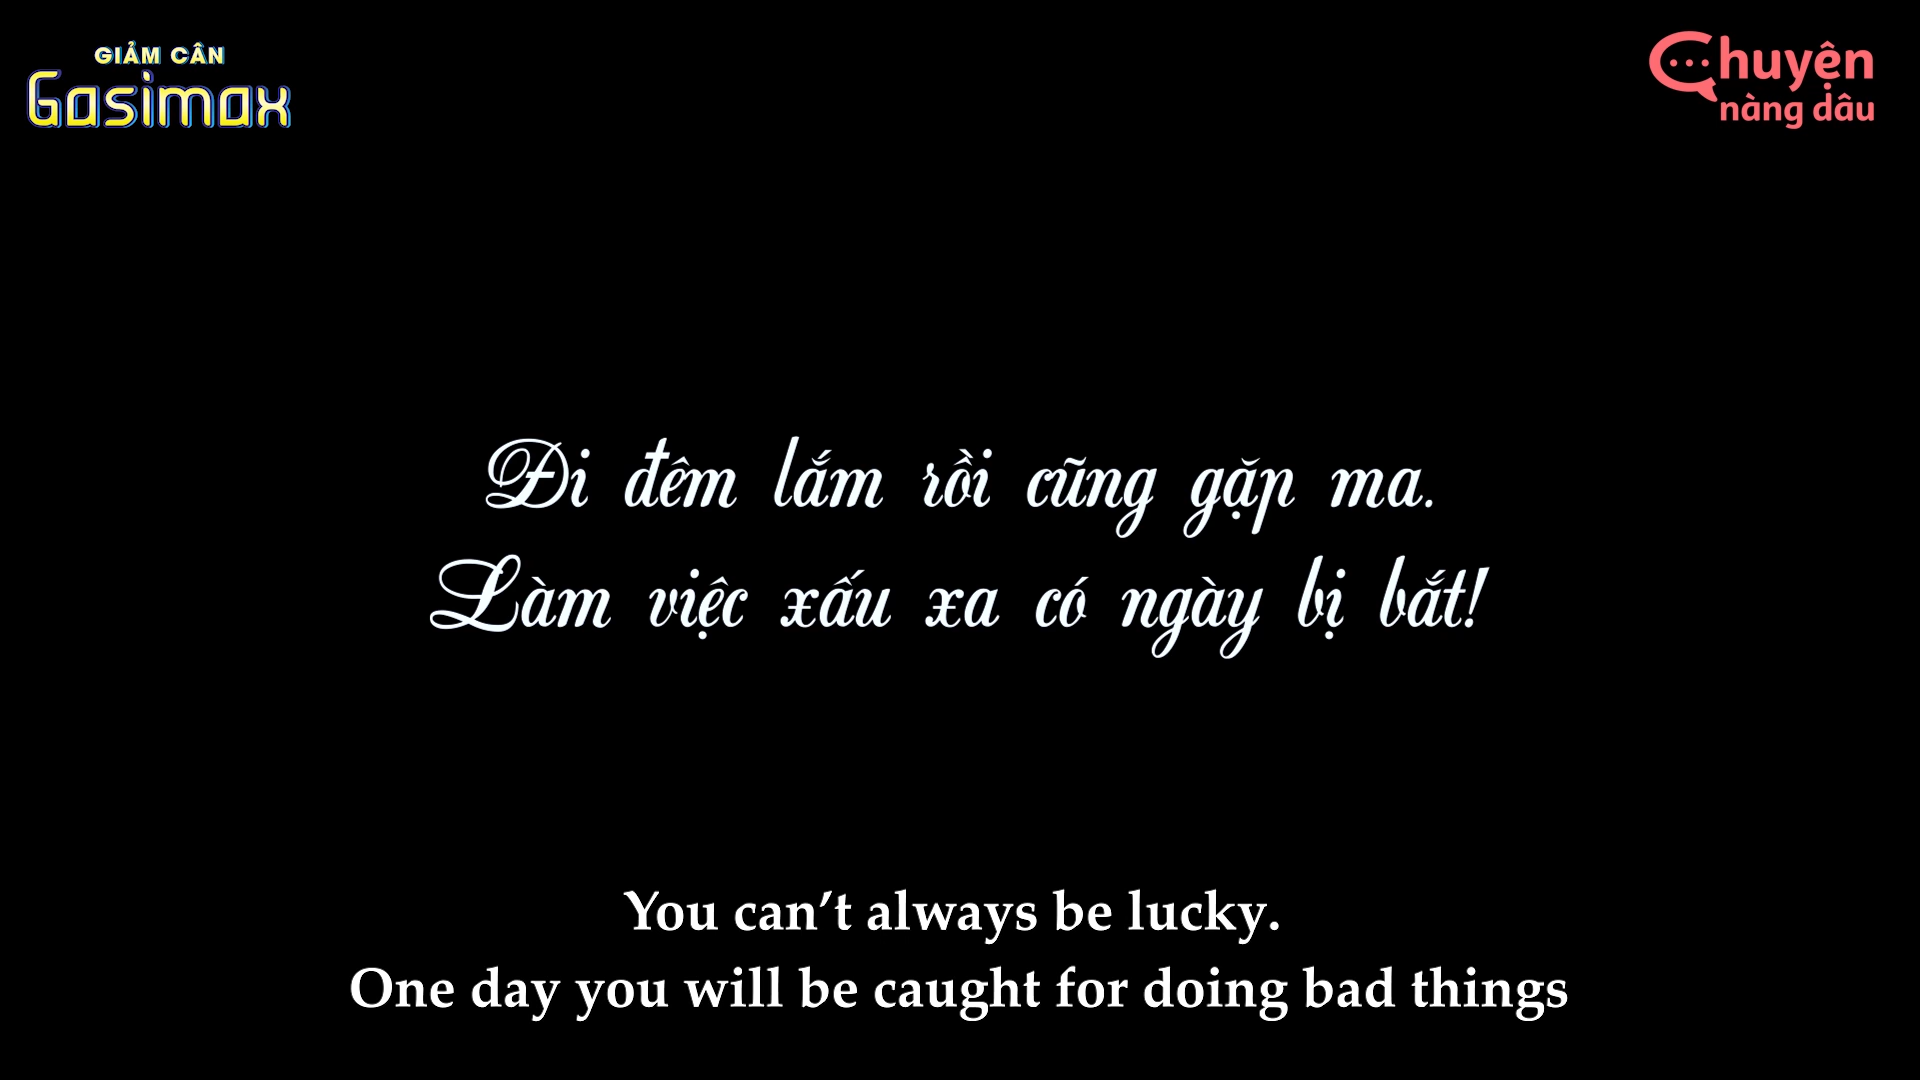 GIẢM CÂN
Gasimax
Chuyện
nàng dâu
Đi đêm lắm rồi cũng gặp ma.
Làm việc xấu xa có ngày bị bắt!
You can’t always be lucky.
One day you will be caught for doing bad things